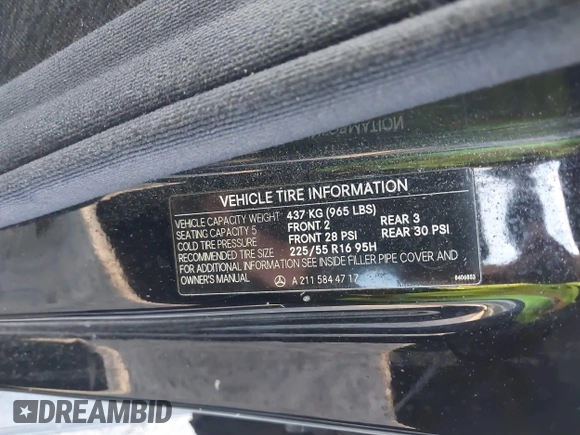 NOITAM
VEHICLE TIRE INFORMATION
VEHICLE CAPACITY WEIGHT 437 KG (965 LBS)
SEATING CAPACITY 5 FRONT 2 REAR 3
COLD TIRE PRESSURE FRONT 28 PSI REAR 30 PSI
RECOMMENDED TIRE SIZE 225/55 R16 95H
FOR ADDITIONAL INFORMATION SEE INSIDE FILLER PIPE COVER AND
OWNER'S MANUAL A 211 584 47 17 8406853
DREAMBID